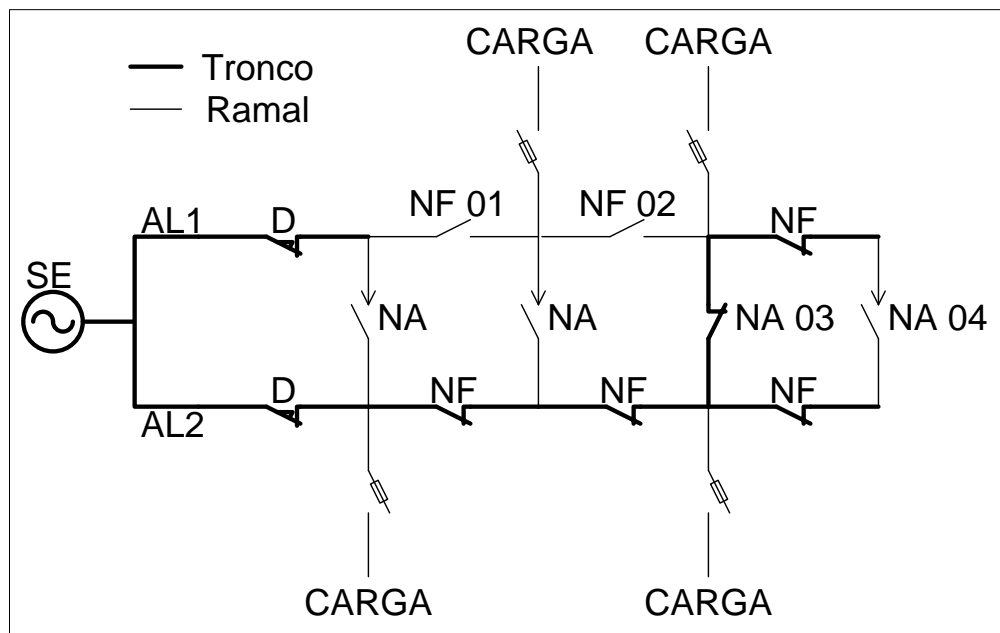 CARGA CARGA
Tronco
Ramal
NF 01 NF 02
AL1 D NF
SE
NA NA NA 03 NA 04
D NF NF NF
AL2
CARGA CARGA